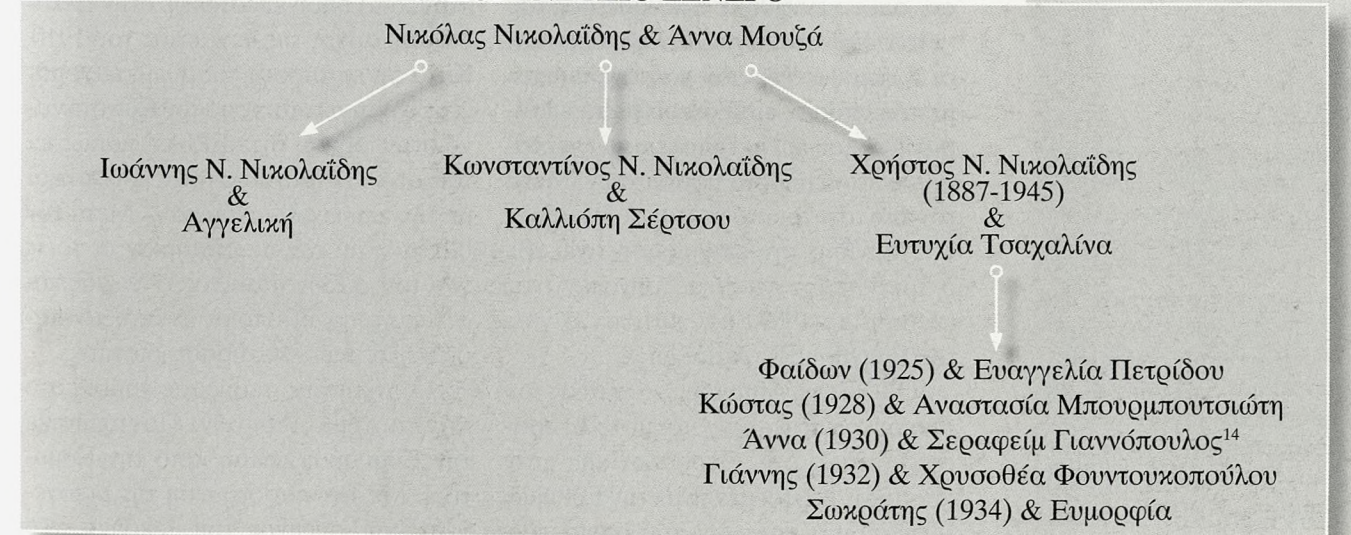 Νικόλας Νικολαΐδης & Άννα Μουζά
Ιωάννης Ν. Νικολαΐδης
&
Αγγελική
Κωνσταντίνος Ν. Νικολαΐδης
&
Καλλιόπη Σέρτσου
Χρήστος Ν. Νικολαΐδης
(1887-1945)
&
Ευτυχία Τσαχαλίνα
Φαίδων (1925) & Ευαγγελία Πετρίδου
Κώστας (1928) & Αναστασία Μπουρμπουτσιώτη
Άννα (1930) & Σεραφείμ Γιαννόπουλος¹⁴
Γιάννης (1932) & Χρυσοθέα Φουντουκοπούλου
Σωκράτης (1934) & Ευμορφία